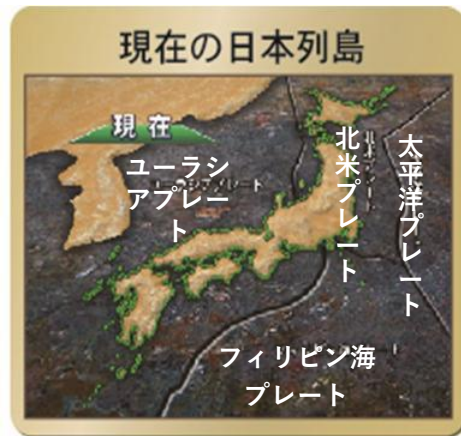 現在の日本列島
現在
ユーラシ
アプレー
ト
北米プレート
太平洋プレート
フィリピン海
プレート